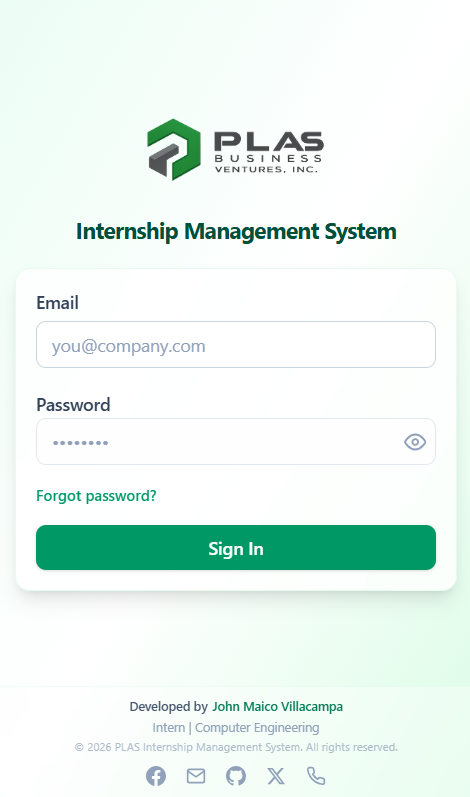 PLAS
BUSINESS
VENTURES, INC.
Internship Management System
Email
you@company.com
Password
••••••••
Forgot password?
Sign In
Developed by John Maico Villacampa
Intern | Computer Engineering
© 2026 PLAS Internship Management System. All rights reserved.